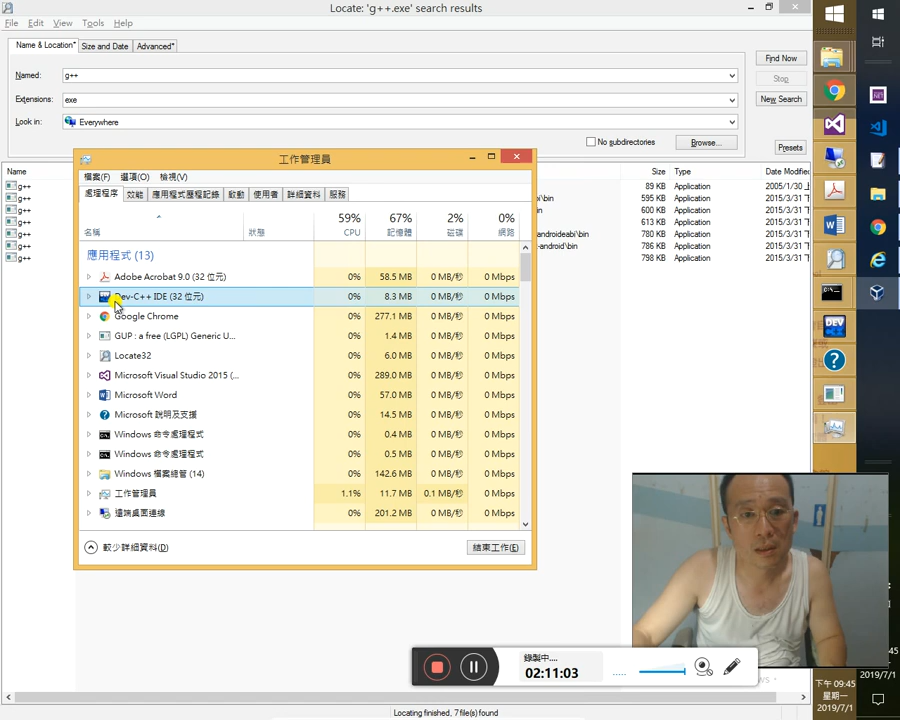 Locate: 'g++.exe' search results
File Edit View Tools Help
Name & Location* Size and Date Advanced*
Named: g++
Extensions: exe
Look in: Everywhere
No subdirectories
Browse...
Find Now
Stop
New Search
Presets
Name Size Type Date Modified
g++ 89 KB Application 2005/1/30
g++ \bin 595 KB Application 2015/3/31
g++ in 600 KB Application 2015/3/31
g++ 613 KB Application 2015/3/31
g++ androideabi\bin 780 KB Application 2015/3/31
g++ -android\bin 786 KB Application 2015/3/31
g++ 798 KB Application 2015/3/31
工作管理員
檔案(F) 選項(O) 檢視(V)
處理程序 效能 應用程式歷程記錄 啟動 使用者 詳細資料 服務
59% 67% 2% 0%
名稱 狀態 CPU 記憶體 磁碟 網路
應用程式 (13)
Adobe Acrobat 9.0 (32 位元) 0% 58.5 MB 0 MB/秒 0 Mbps
Dev-C++ IDE (32 位元) 0% 8.3 MB 0 MB/秒 0 Mbps
Google Chrome 0% 277.1 MB 0 MB/秒 0 Mbps
GUP : a free (LGPL) Generic U... 0% 1.4 MB 0 MB/秒 0 Mbps
Locate32 0% 6.0 MB 0 MB/秒 0 Mbps
Microsoft Visual Studio 2015 (... 0% 289.0 MB 0 MB/秒 0 Mbps
Microsoft Word 0% 57.0 MB 0 MB/秒 0 Mbps
Microsoft 說明及支援 0% 14.5 MB 0 MB/秒 0 Mbps
Windows 命令處理程式 0% 0.4 MB 0 MB/秒 0 Mbps
Windows 命令處理程式 0% 0.5 MB 0 MB/秒 0 Mbps
Windows 檔案總管 (14) 0% 142.6 MB 0 MB/秒 0 Mbps
工作管理員 1.1% 11.7 MB 0.1 MB/秒 0 Mbps
遠端桌面連線 0% 201.2 MB 0 MB/秒 0 Mbps
較少詳細資料(D)
結束工作(E)
錄製中....
02:11:03
DEV
下午 09:45
星期一
2019/7/1
2019/7/1
Locating finished, 7 file(s) found